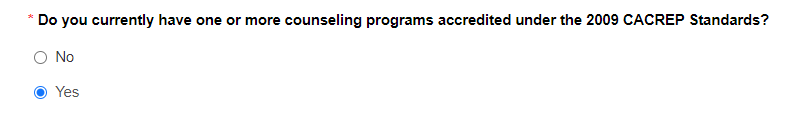 * Do you currently have one or more counseling programs accredited under the 2009 CACREP Standards?
No
Yes